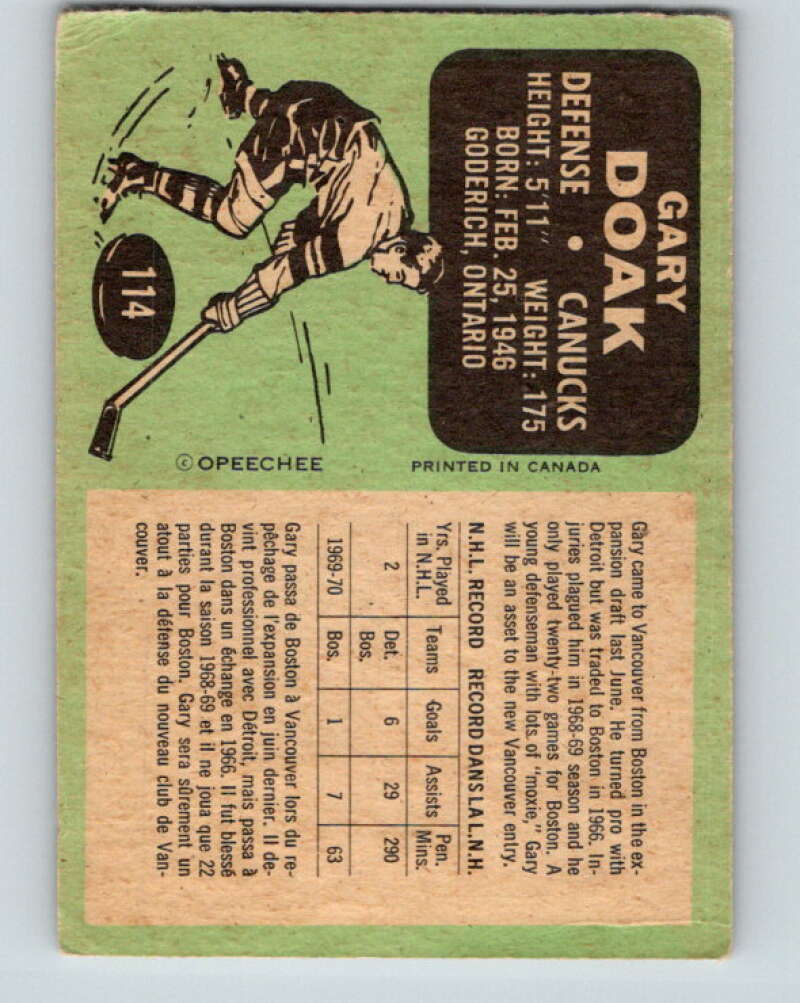 GARY
DOAK
DEFENSE • CANUCKS
HEIGHT: 5'11" WEIGHT: 175
BORN: FEB. 25, 1946
GODERICH, ONTARIO
114
© OPEECHEE
PRINTED IN CANADA
Gary came to Vancouver from Boston in the ex-
pansion draft last June. He turned pro with
Detroit but was traded to Boston in 1966. In-
juries plagued him in 1968-69 season and he
only played twenty-two games for Boston. A
young defenseman with lots of "moxie," Gary
will be an asset to the new Vancouver entry.
N.H.L. RECORD RECORD DANS LA L.N.H.
Yrs. Played in N.H.L. Teams Goals Assists Pen. Mins.
2 Det. Bos. 6 29 290
1969-70 Bos. 1 7 63
Gary passa de Boston à Vancouver lors du re-
pêchage de l'expansion en juin dernier. Il de-
vint professionnel avec Détroit, mais passa à
Boston dans un échange en 1966. Il fut blessé
durant la saison 1968-69 et il ne joua que 22
parties pour Boston. Gary sera sûrement un
atout à la défense du nouveau club de Van-
couver.